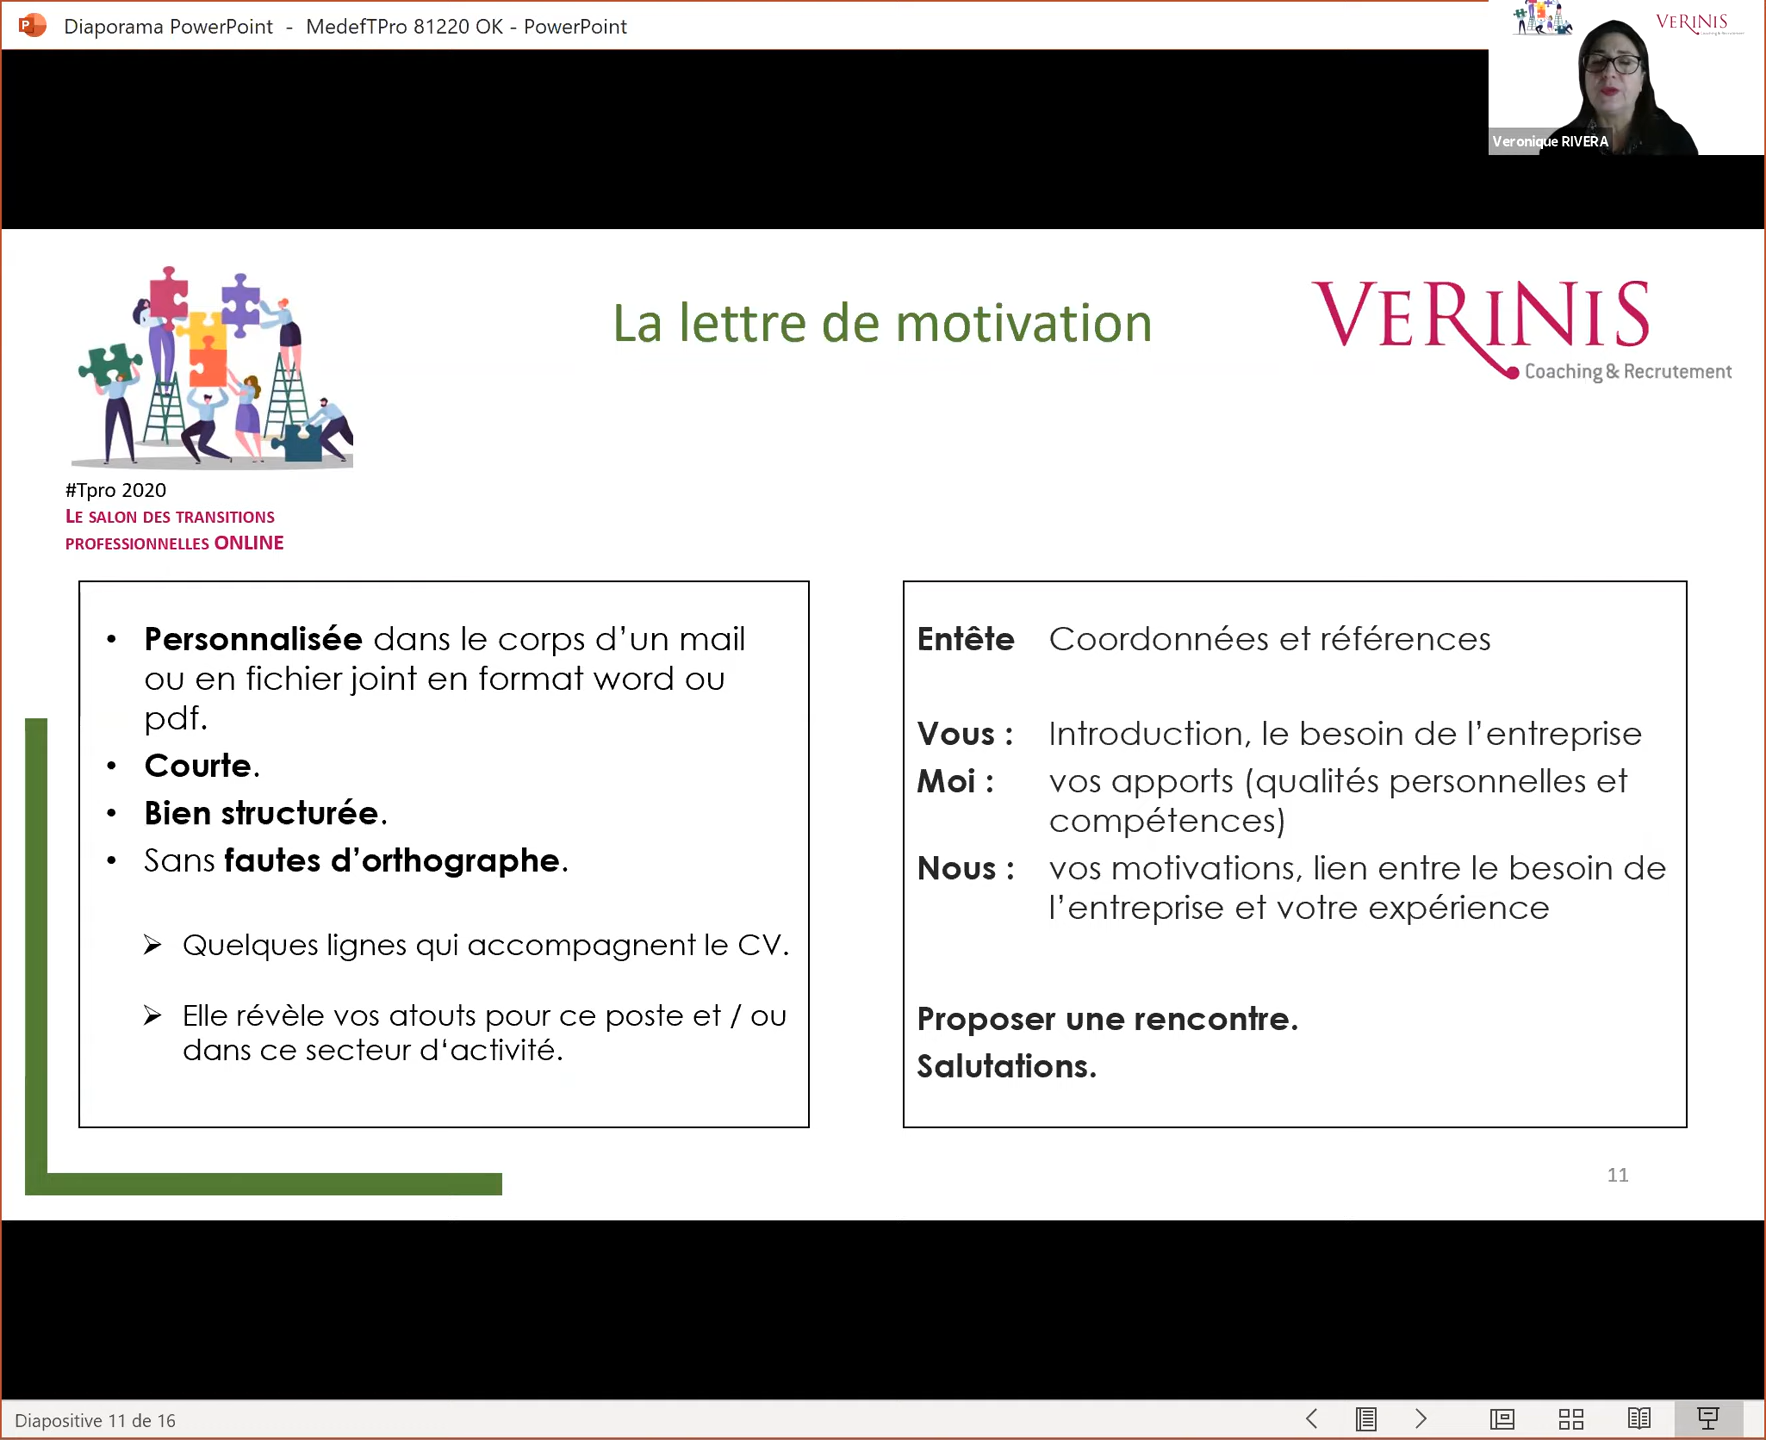 Diaporama PowerPoint - MedefTPro 81220 OK - PowerPoint
VERINIS
Veronique RIVERA
La lettre de motivation
VERINIS
Coaching & Recrutement
#Tpro 2020
LE SALON DES TRANSITIONS
PROFESSIONNELLES ONLINE
• Personnalisée dans le corps d’un mail
ou en fichier joint en format word ou
pdf.
• Courte.
• Bien structurée.
• Sans fautes d’orthographe.
➢ Quelques lignes qui accompagnent le CV.
➢ Elle révèle vos atouts pour ce poste et / ou
dans ce secteur d‘activité.
Entête Coordonnées et références
Vous : Introduction, le besoin de l’entreprise
Moi : vos apports (qualités personnelles et
compétences)
Nous : vos motivations, lien entre le besoin de
l’entreprise et votre expérience
Proposer une rencontre.
Salutations.
11
Diapositive 11 de 16